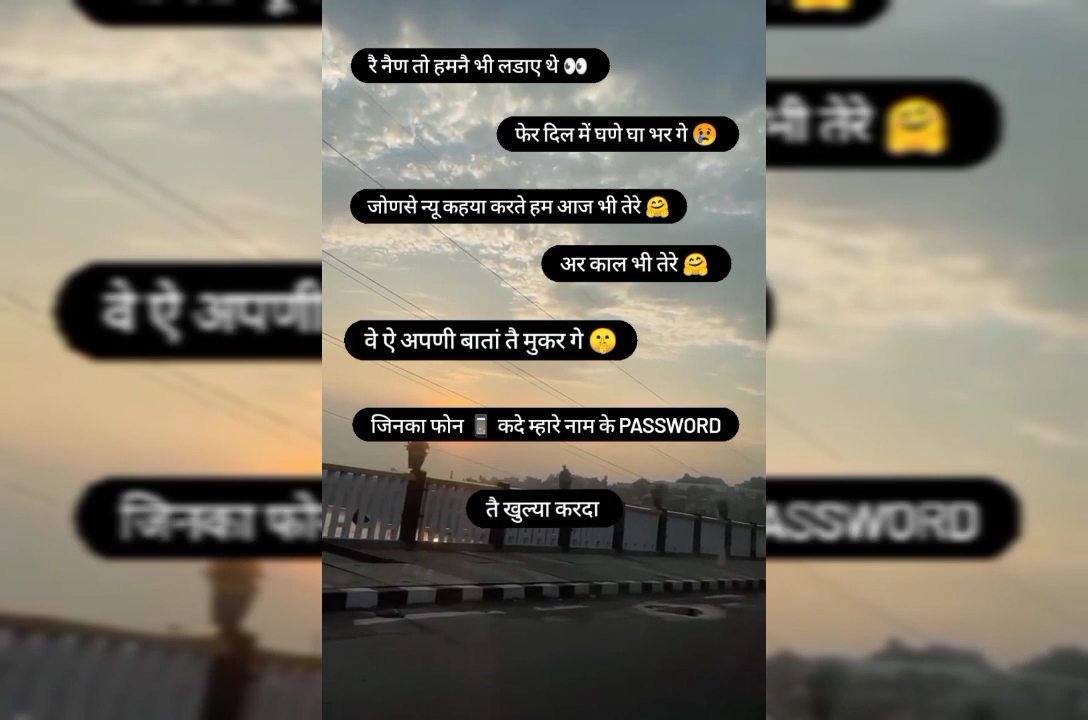 रै नैण तो हमनै भी लडाए थे 👀
फेर दिल में घणे घा भर गे 😢
जोणसे न्यू कहया करते हम आज भी तेरे 🤗
अर काल भी तेरे 🤗
वे ऐ अपणी बातां तै मुकर गे 🤫
जिनका फोन 📱 कदे म्हारे नाम के PASSWORD
तै खुल्या करदा